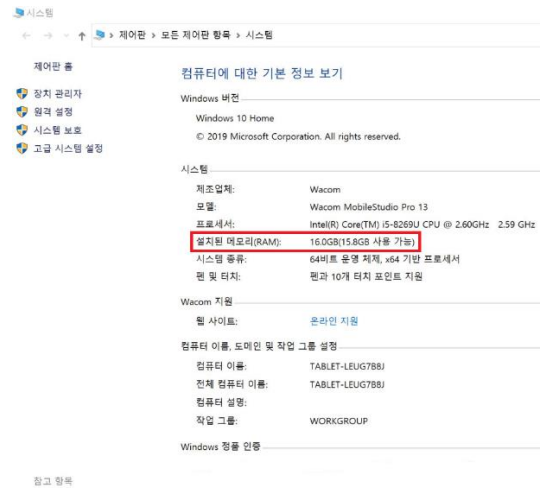 시스템
제어판 › 모든 제어판 항목 › 시스템
제어판 홈
장치 관리자
원격 설정
시스템 보호
고급 시스템 설정
컴퓨터에 대한 기본 정보 보기
Windows 버전
Windows 10 Home
© 2019 Microsoft Corporation. All rights reserved.
시스템
제조업체: Wacom
모델: Wacom MobileStudio Pro 13
프로세서: Intel(R) Core(TM) i5-8269U CPU @ 2.60GHz 2.59 GHz
설치된 메모리(RAM): 16.0GB(15.8GB 사용 가능)
시스템 종류: 64비트 운영 체제, x64 기반 프로세서
펜 및 터치: 펜과 10개 터치 포인트 지원
Wacom 지원
웹 사이트: 온라인 지원
컴퓨터 이름, 도메인 및 작업 그룹 설정
컴퓨터 이름: TABLET-LEUG7B8J
전체 컴퓨터 이름: TABLET-LEUG7B8J
컴퓨터 설명:
작업 그룹: WORKGROUP
Windows 정품 인증
참고 항목